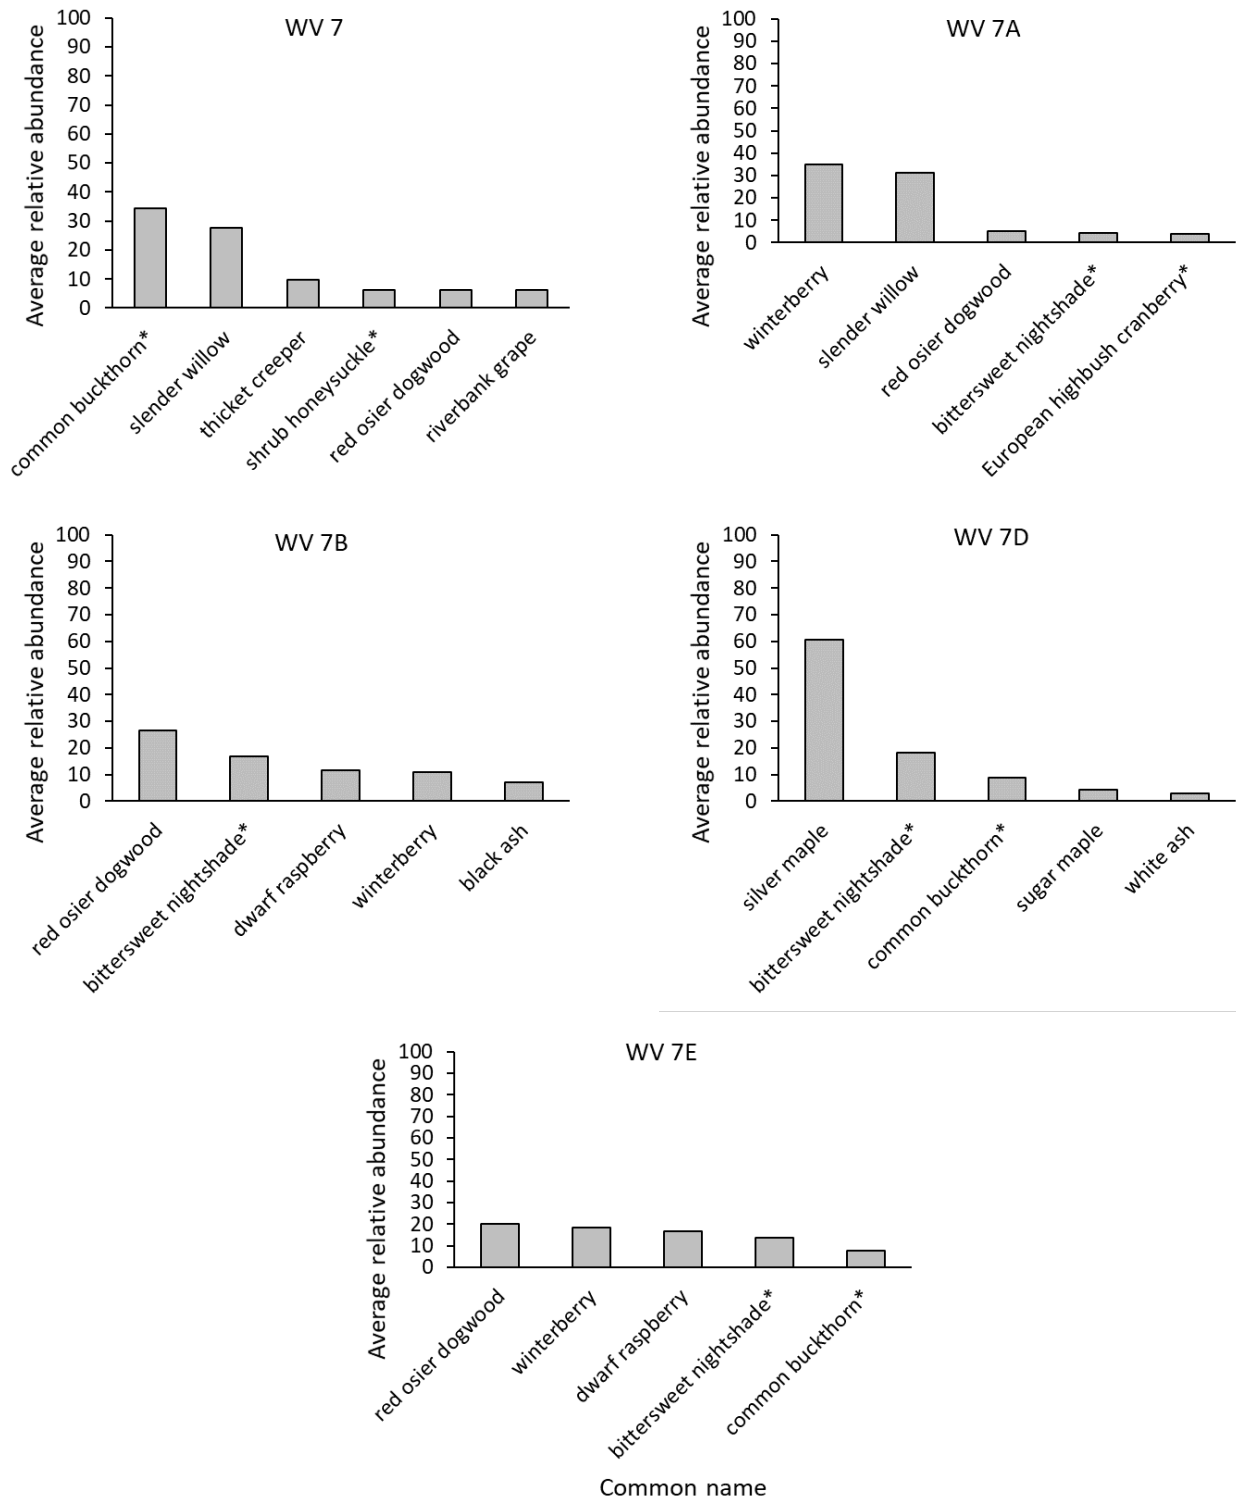 WV 7
Average relative abundance
100
90
80
70
60
50
40
30
20
10
0
common buckthorn*
slender willow
thicket creeper
shrub honeysuckle*
red osier dogwood
riverbank grape
WV 7A
Average relative abundance
100
90
80
70
60
50
40
30
20
10
0
winterberry
slender willow
red osier dogwood
bittersweet nightshade*
European highbush cranberry*
WV 7B
Average relative abundance
100
90
80
70
60
50
40
30
20
10
0
red osier dogwood
bittersweet nightshade*
dwarf raspberry
winterberry
black ash
WV 7D
Average relative abundance
100
90
80
70
60
50
40
30
20
10
0
silver maple
bittersweet nightshade*
common buckthorn*
sugar maple
white ash
WV 7E
Average relative abundance
100
90
80
70
60
50
40
30
20
10
0
red osier dogwood
winterberry
dwarf raspberry
bittersweet nightshade*
common buckthorn*
Common name